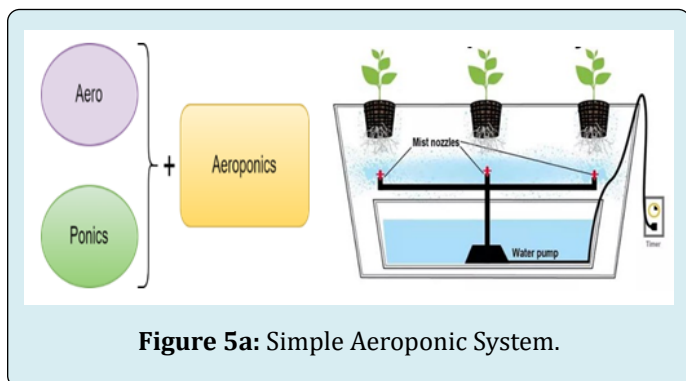 Aero
Ponics
+
Aeroponics
Mist nozzles
Water pump
Timer
Figure 5a: Simple Aeroponic System.